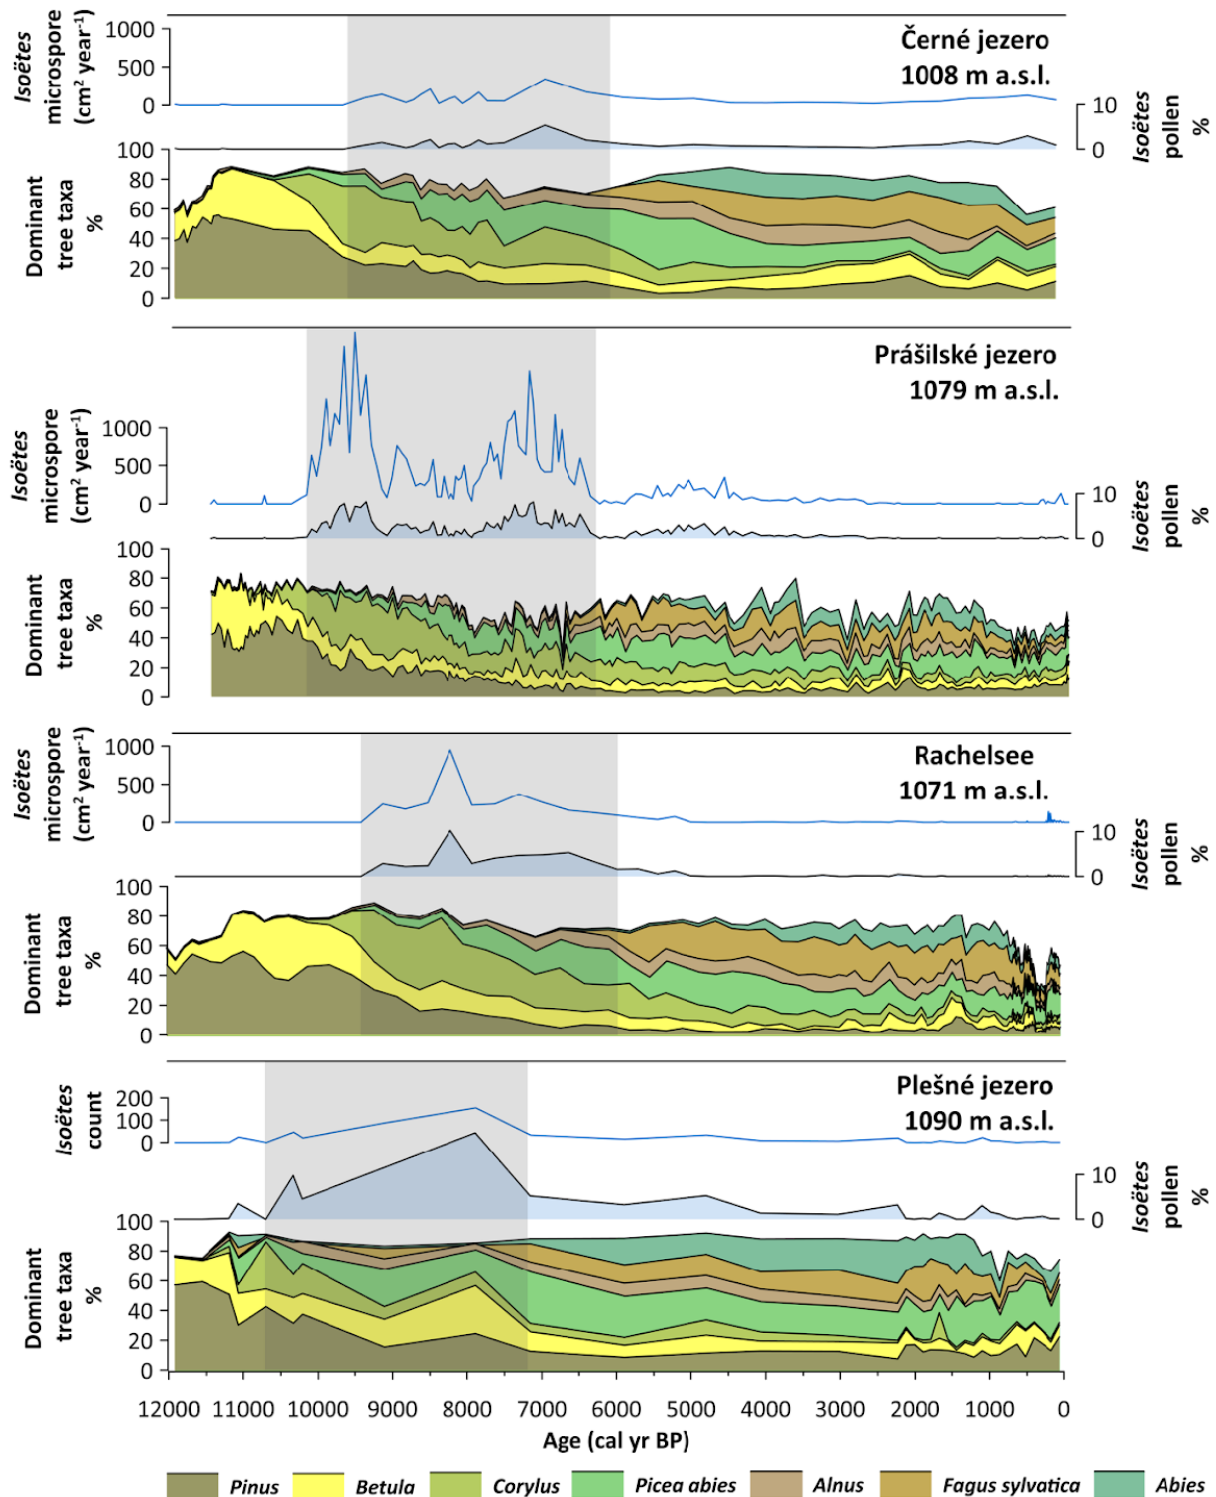 Černé jezero
1008 m a.s.l.
Isoëtes
microspore
(cm² year⁻¹)
1000
500
0
10
0
Isoëtes
pollen
%
Dominant
tree taxa
%
100
80
60
40
20
0
Prášilské jezero
1079 m a.s.l.
Isoëtes
microspore
(cm² year⁻¹)
1000
500
0
10
0
Isoëtes
pollen
%
Dominant
tree taxa
%
100
80
60
40
20
0
Rachelsee
1071 m a.s.l.
Isoëtes
microspore
(cm² year⁻¹)
1000
500
0
10
0
Isoëtes
pollen
%
Dominant
tree taxa
%
100
80
60
40
20
0
Plešné jezero
1090 m a.s.l.
Isoëtes
count
200
100
0
10
0
Isoëtes
pollen
%
Dominant
tree taxa
%
100
80
60
40
20
0
12000 11000 10000 9000 8000 7000 6000 5000 4000 3000 2000 1000 0
Age (cal yr BP)
Pinus Betula Corylus Picea abies Alnus Fagus sylvatica Abies